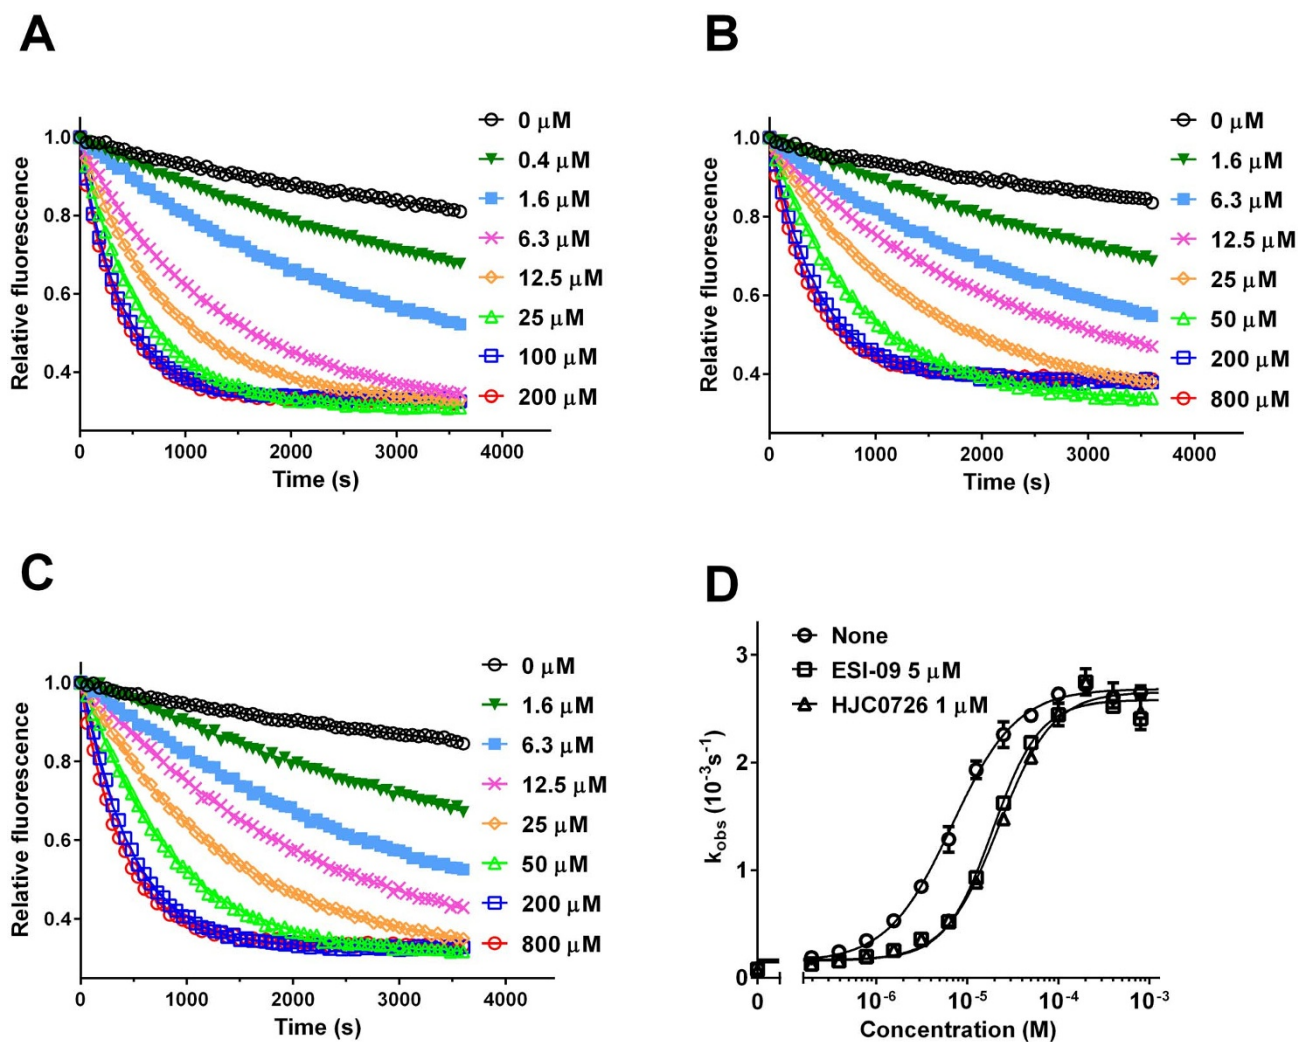 A
Relative fluorescence
1.0
0.8
0.6
0.4
0 1000 2000 3000 4000
Time (s)
0 μM
0.4 μM
1.6 μM
6.3 μM
12.5 μM
25 μM
100 μM
200 μM
B
Relative fluorescence
1.0
0.8
0.6
0.4
0 1000 2000 3000 4000
Time (s)
0 μM
1.6 μM
6.3 μM
12.5 μM
25 μM
50 μM
200 μM
800 μM
C
Relative fluorescence
1.0
0.8
0.6
0.4
0 1000 2000 3000 4000
Time (s)
0 μM
1.6 μM
6.3 μM
12.5 μM
25 μM
50 μM
200 μM
800 μM
D
kobs (10⁻³s⁻¹)
3
2
1
0
None
ESI-09 5 μM
HJC0726 1 μM
0 10⁻⁶ 10⁻⁵ 10⁻⁴ 10⁻³
Concentration (M)